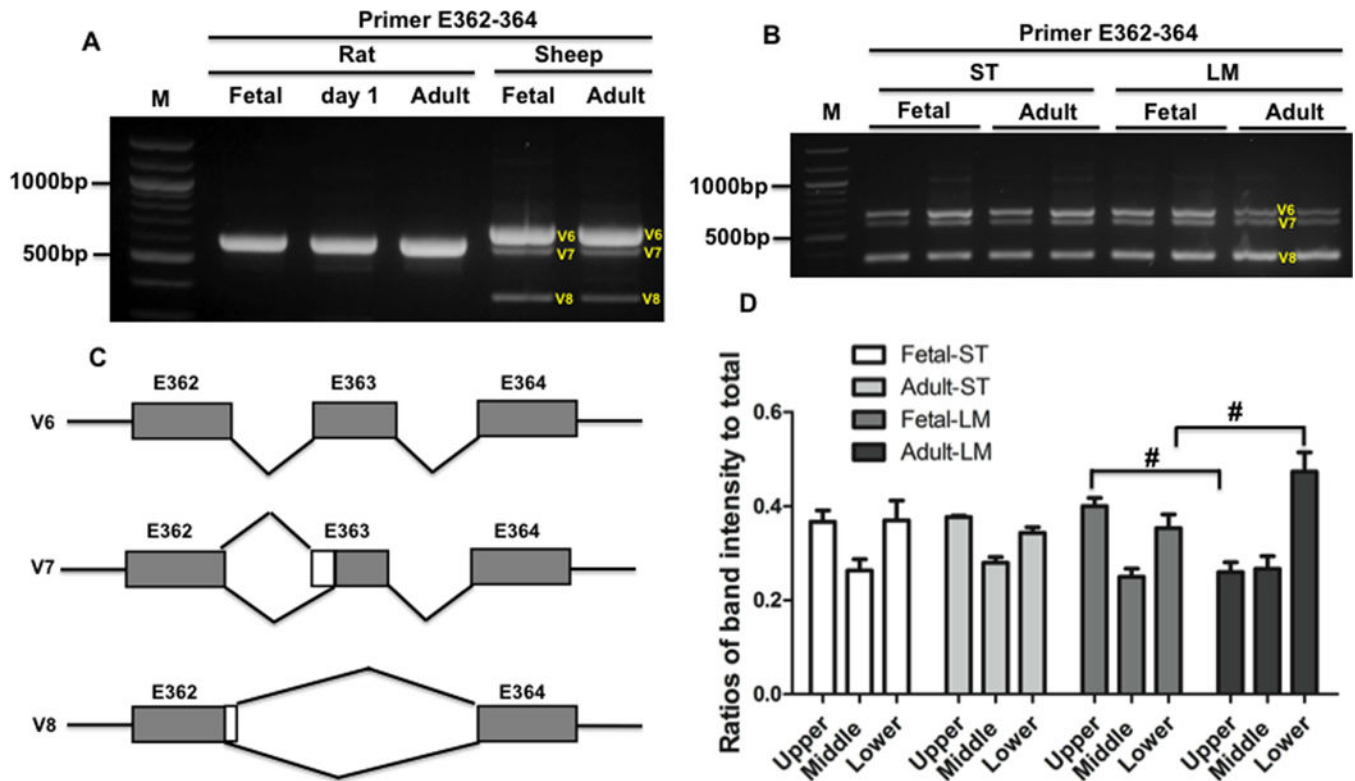 A
Primer E362-364
Rat Sheep
M Fetal day 1 Adult Fetal Adult
1000bp
500bp
V6 V6
V7 V7
V8 V8
B
Primer E362-364
ST LM
M Fetal Adult Fetal Adult
1000bp
500bp
V6
V7
V8
C
E362 E363 E364
V6
E362 E363 E364
V7
E362 E364
V8
D
Fetal-ST
Adult-ST
Fetal-LM
Adult-LM
Ratios of band intensity to total
0.6
0.4
0.2
0.0
# #
Upper Middle Lower Upper Middle Lower Upper Middle Lower Upper Middle Lower